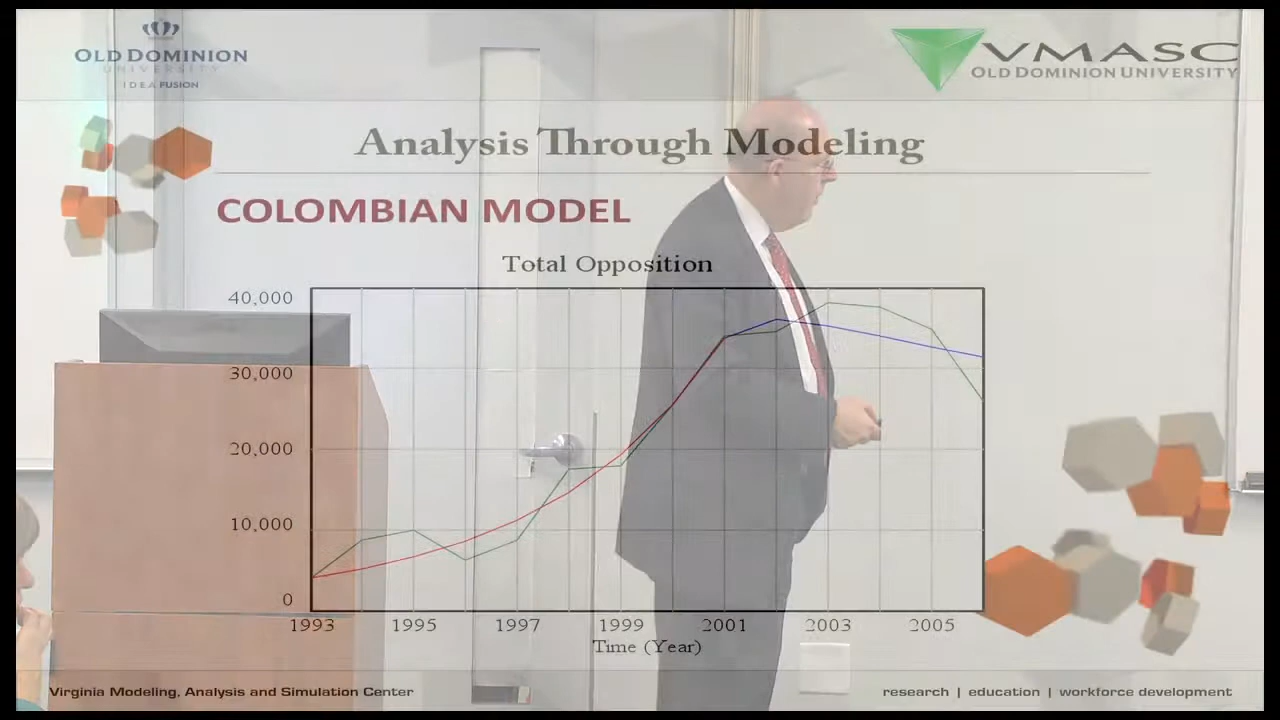 OLD DOMINION
UNIVERSITY
IDEA FUSION
VMASC
OLD DOMINION UNIVERSITY
Analysis Through Modeling
COLOMBIAN MODEL
Total Opposition
40,000
30,000
20,000
10,000
0
1993 1995 1997 1999 2001 2003 2005
Time (Year)
Virginia Modeling, Analysis and Simulation Center
research | education | workforce development